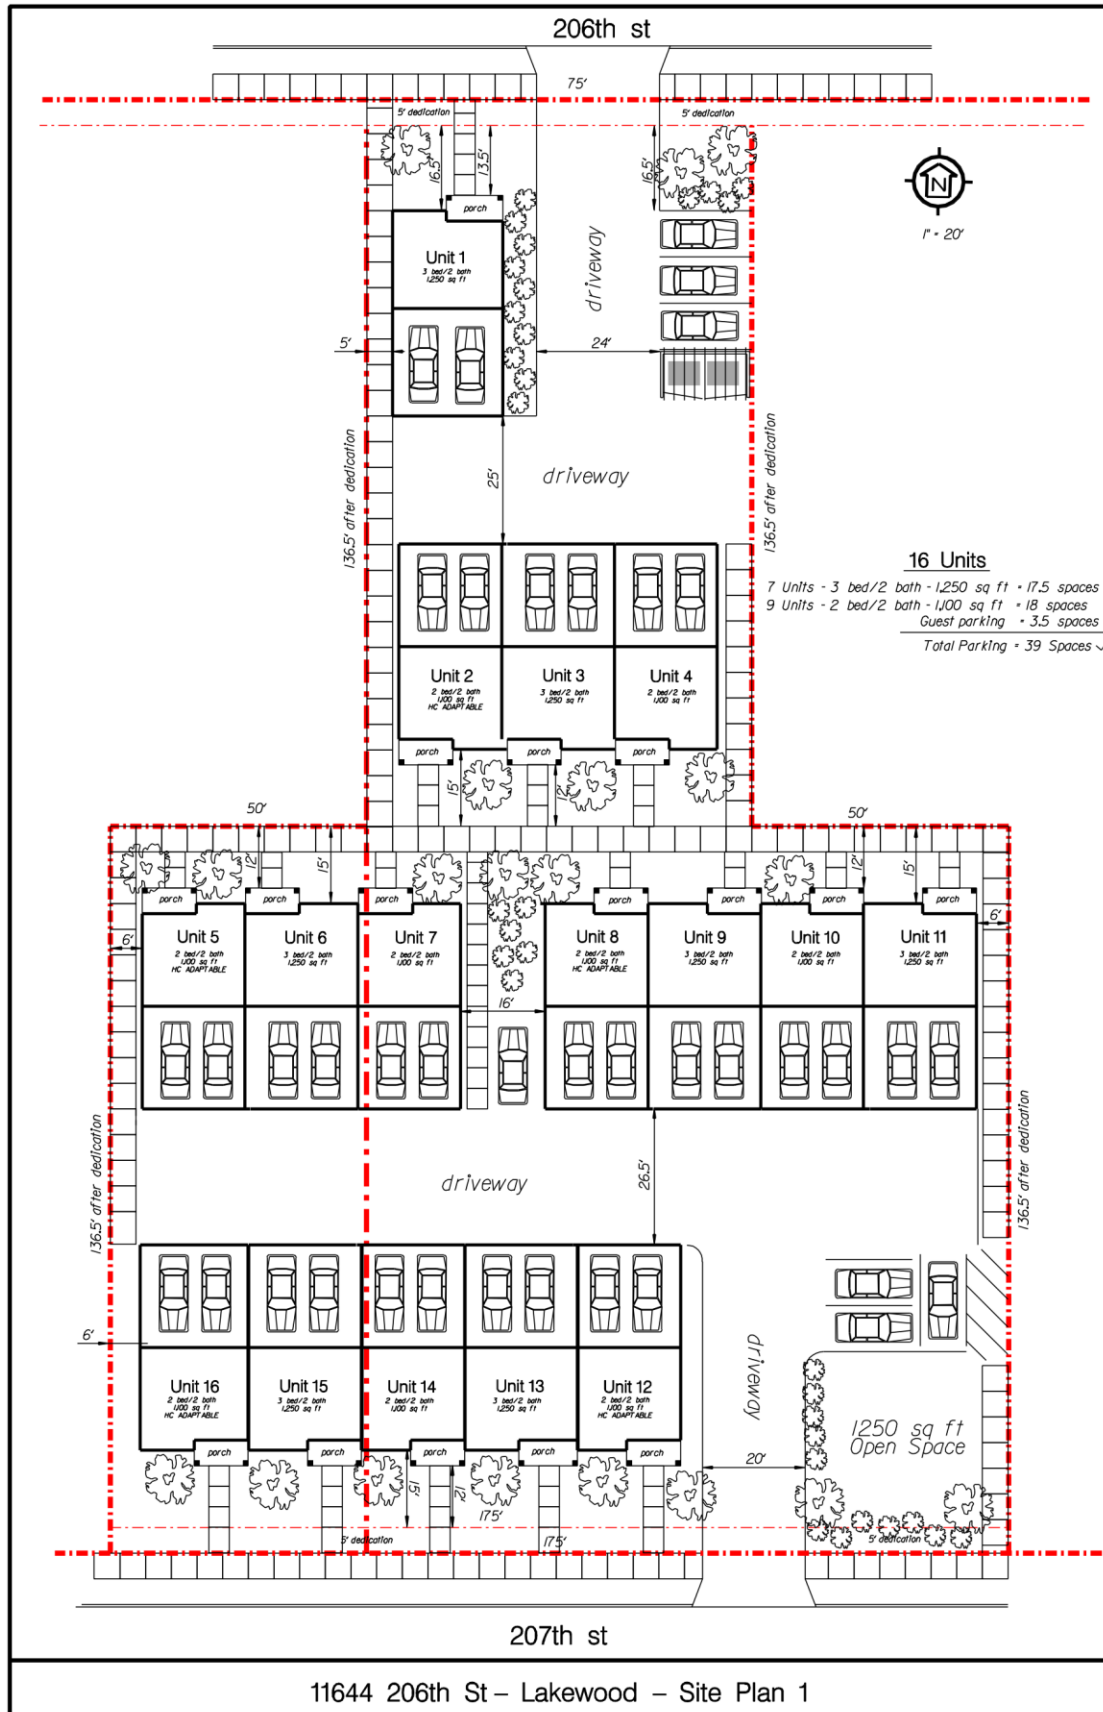 206th st
75'
5' dedication
5' dedication
16.5'
13.5'
16.5'
porch
N
1" = 20'
Unit 1
3 bed/2 bath
1,250 sq ft
driveway
5'
24'
136.5' after dedication
25'
driveway
136.5' after dedication
16 Units
7 Units - 3 bed/2 bath - 1,250 sq ft = 17.5 spaces
9 Units - 2 bed/2 bath - 1,100 sq ft = 18 spaces
Guest parking = 3.5 spaces
Total Parking = 39 Spaces
Unit 2
2 bed/2 bath
1,100 sq ft
HC ADAPTABLE
Unit 3
3 bed/2 bath
1,250 sq ft
Unit 4
2 bed/2 bath
1,100 sq ft
porch
porch
porch
15'
12'
50'
50'
12'
15'
12'
15'
porch
porch
porch
porch
porch
porch
porch
6'
6'
Unit 5
2 bed/2 bath
1,100 sq ft
HC ADAPTABLE
Unit 6
3 bed/2 bath
1,250 sq ft
Unit 7
2 bed/2 bath
1,100 sq ft
Unit 8
2 bed/2 bath
1,100 sq ft
HC ADAPTABLE
Unit 9
3 bed/2 bath
1,250 sq ft
Unit 10
2 bed/2 bath
1,100 sq ft
Unit 11
3 bed/2 bath
1,250 sq ft
16'
136.5' after dedication
driveway
26.5'
136.5' after dedication
6'
Unit 16
2 bed/2 bath
1,100 sq ft
HC ADAPTABLE
Unit 15
3 bed/2 bath
1,250 sq ft
Unit 14
2 bed/2 bath
1,100 sq ft
Unit 13
3 bed/2 bath
1,250 sq ft
Unit 12
2 bed/2 bath
1,100 sq ft
HC ADAPTABLE
driveway
1250 sq ft
Open Space
porch
porch
porch
porch
porch
15'
12'
20'
175'
5' dedication
175'
5' dedication
207th st
11644 206th St – Lakewood – Site Plan 1